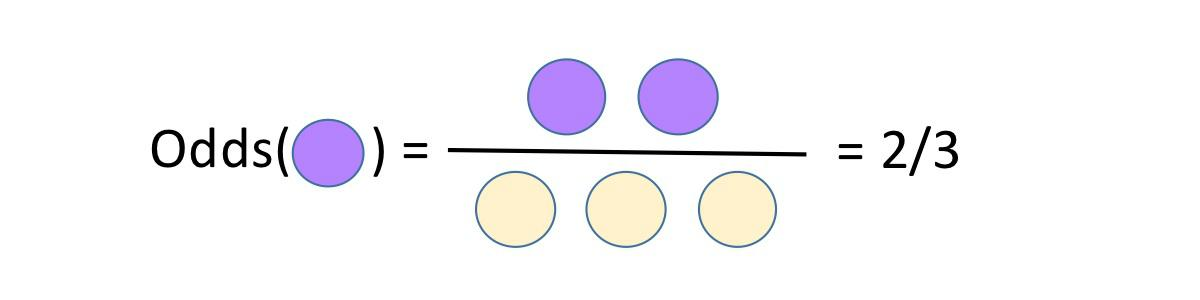 Odds( ) = = 2/3